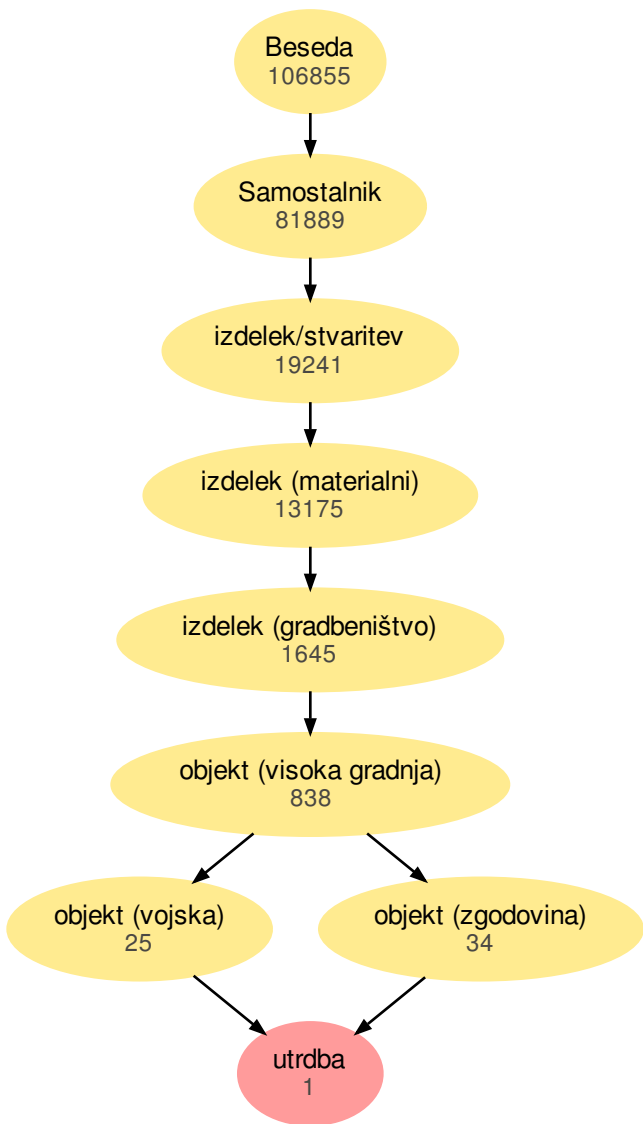 Beseda
106855
Samostalnik
81889
izdelek/stvaritev
19241
izdelek (materialni)
13175
izdelek (gradbeništvo)
1645
objekt (visoka gradnja)
838
objekt (vojska)
25
objekt (zgodovina)
34
utrdba
1